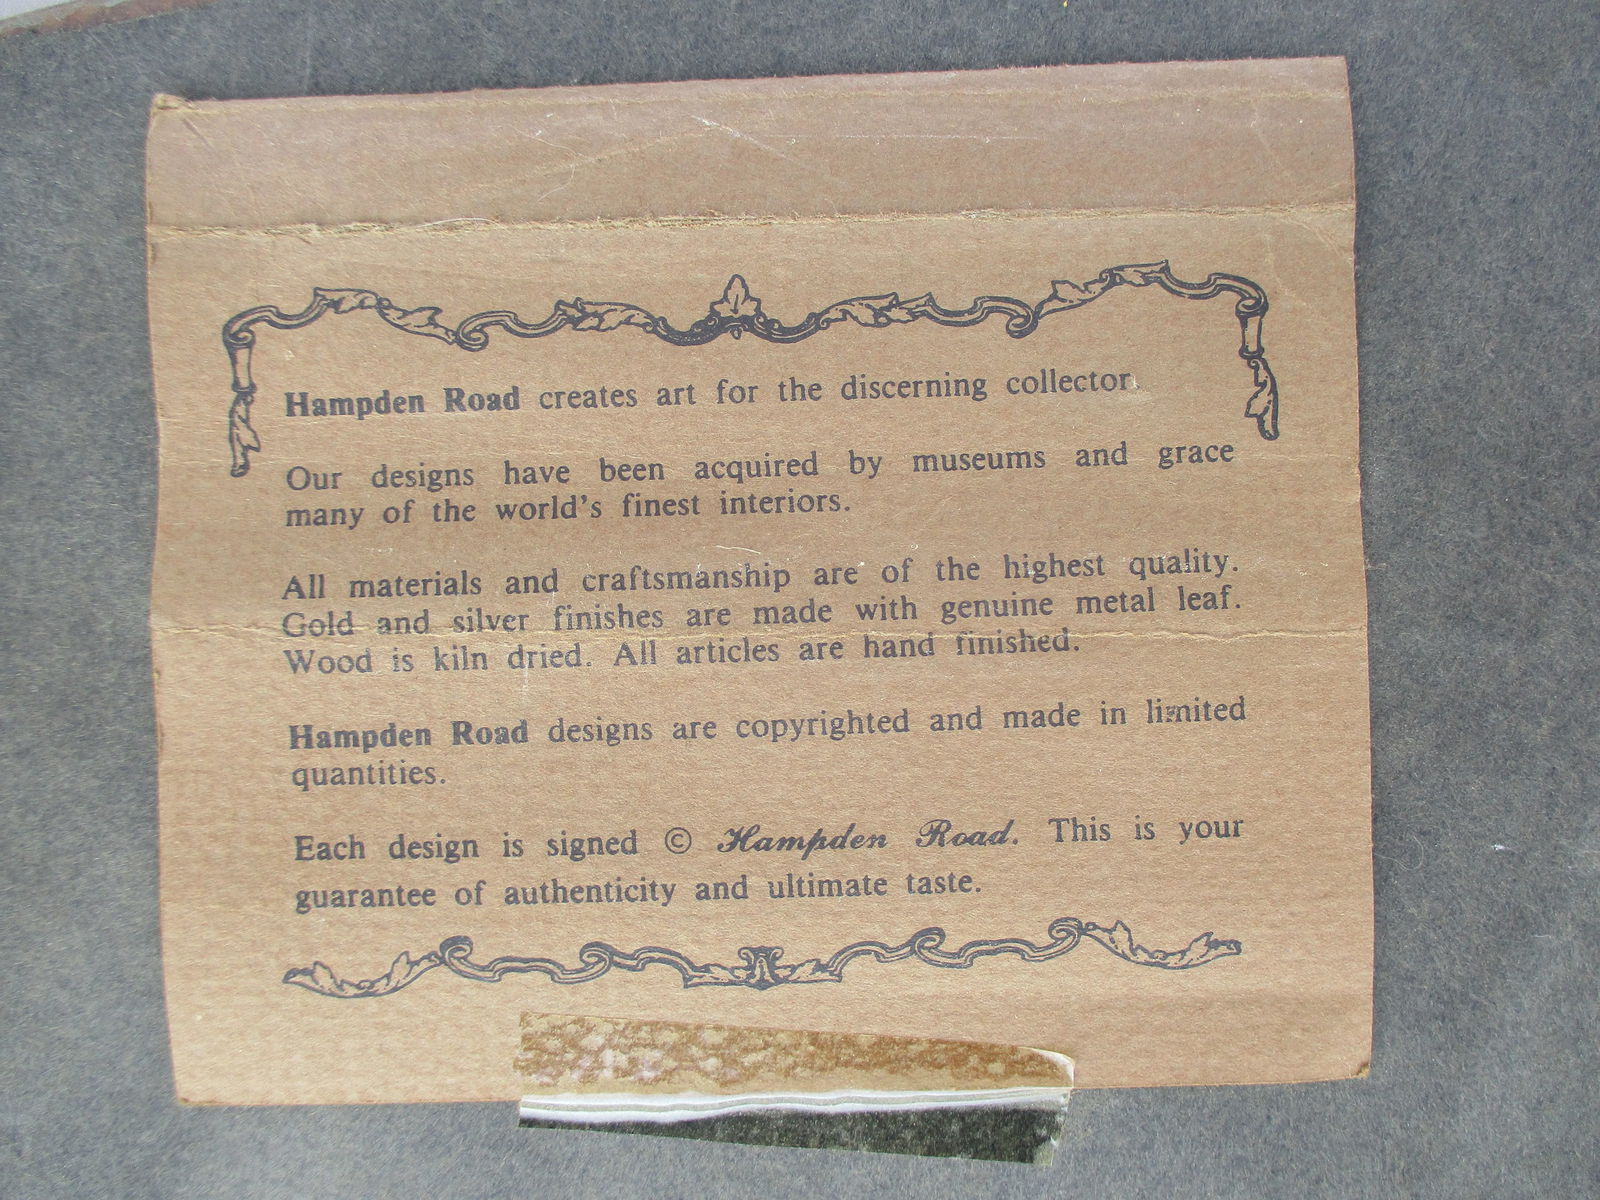 Hampden Road creates art for the discerning collector.
Our designs have been acquired by museums and grace
many of the world's finest interiors.
All materials and craftsmanship are of the highest quality.
Gold and silver finishes are made with genuine metal leaf.
Wood is kiln dried. All articles are hand finished.
Hampden Road designs are copyrighted and made in limited
quantities.
Each design is signed © Hampden Road. This is your
guarantee of authenticity and ultimate taste.